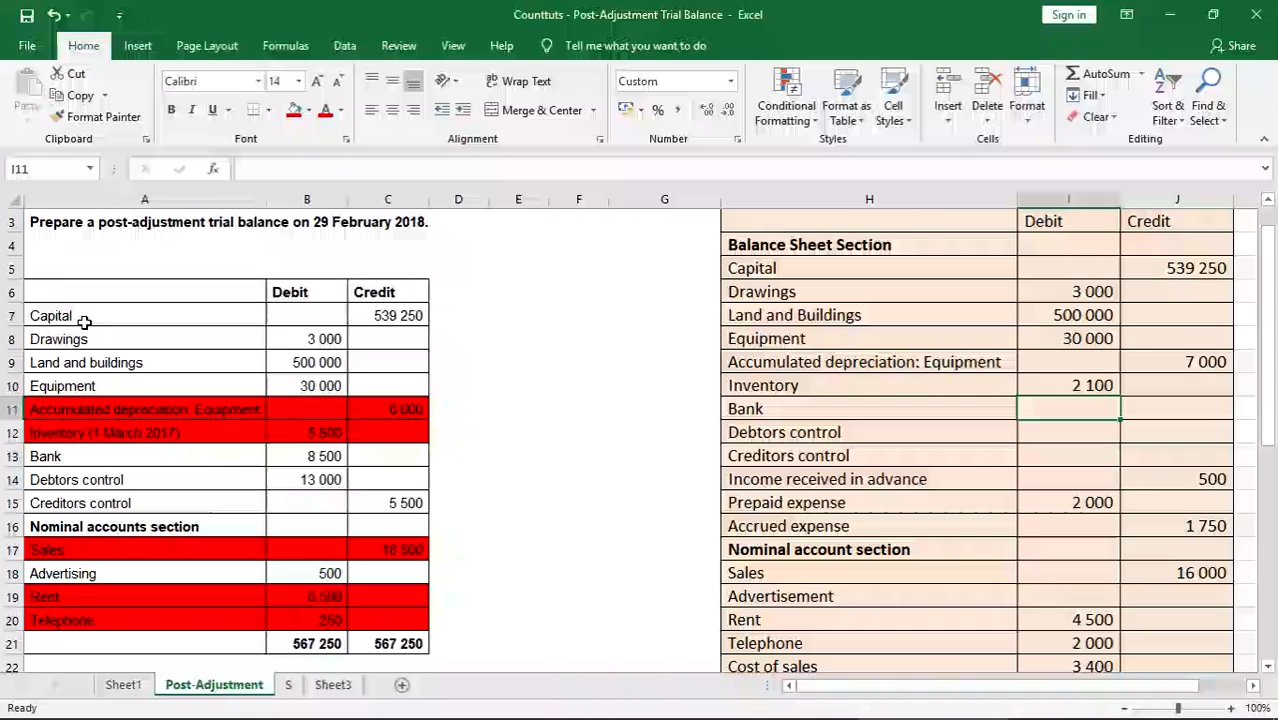 Counttuts - Post-Adjustment Trial Balance - Excel
Sign in
File Home Insert Page Layout Formulas Data Review View Help Tell me what you want to do Share
Paste
Cut
Copy
Format Painter
Clipboard
Calibri 14
B I U
Font
Wrap Text
Merge & Center
Alignment
Custom
Number
Conditional Formatting
Format as Table
Cell Styles
Styles
Insert Delete Format
Cells
AutoSum
Fill
Clear
Sort & Filter
Find & Select
Editing
I11 fx
A B C D E F G H I J
3 Prepare a post-adjustment trial balance on 29 February 2018. Debit Credit
4 Balance Sheet Section
5 Capital 539 250
6 Debit Credit Drawings 3 000
7 Capital 539 250 Land and Buildings 500 000
8 Drawings 3 000 Equipment 30 000
9 Land and buildings 500 000 Accumulated depreciation: Equipment 7 000
10 Equipment 30 000 Inventory 2 100
11 Accumulated depreciation: Equipment 6 000 Bank
12 Inventory (1 March 2017) 5 500 Debtors control
13 Bank 8 500 Creditors control
14 Debtors control 13 000 Income received in advance 500
15 Creditors control 5 500 Prepaid expense 2 000
16 Nominal accounts section Accrued expense 1 750
17 Sales 16 500 Nominal account section
18 Advertising 500 Sales 16 000
19 Rent 6 500 Advertisement
20 Telephone 250 Rent 4 500
21 567 250 567 250 Telephone 2 000
22 Cost of sales 3 400
Sheet1 Post-Adjustment S Sheet3
Ready 100%